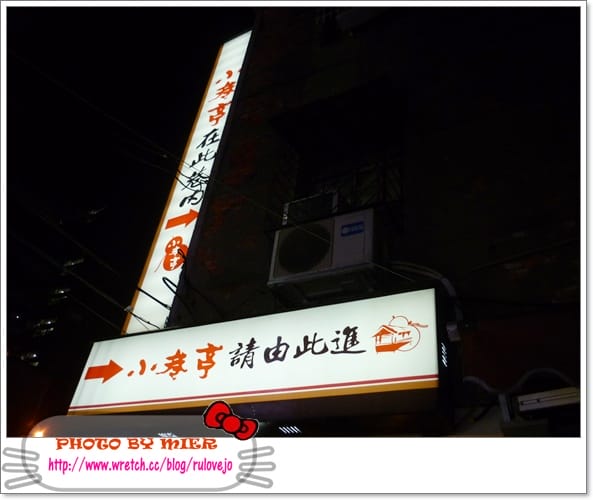 小春亭在此巷內
小春亭 請由此進
PHOTO BY MIER
http://www.wretch.cc/blog/rulovejo